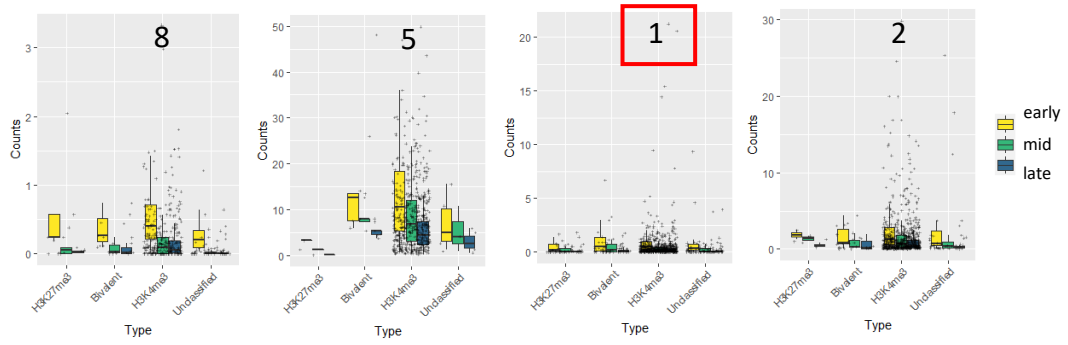 8
3
2
1
0
Counts
H3K27me3
Bivalent
H3K4me3
Unclassified
Type
5
50
40
30
20
10
0
Counts
H3K27me3
Bivalent
H3K4me3
Unclassified
Type
1
20
15
10
5
0
Counts
H3K27me3
Bivalent
H3K4me3
Unclassified
Type
2
30
20
10
0
Counts
H3K27me3
Bivalent
H3K4me3
Unclassified
Type
early
mid
late